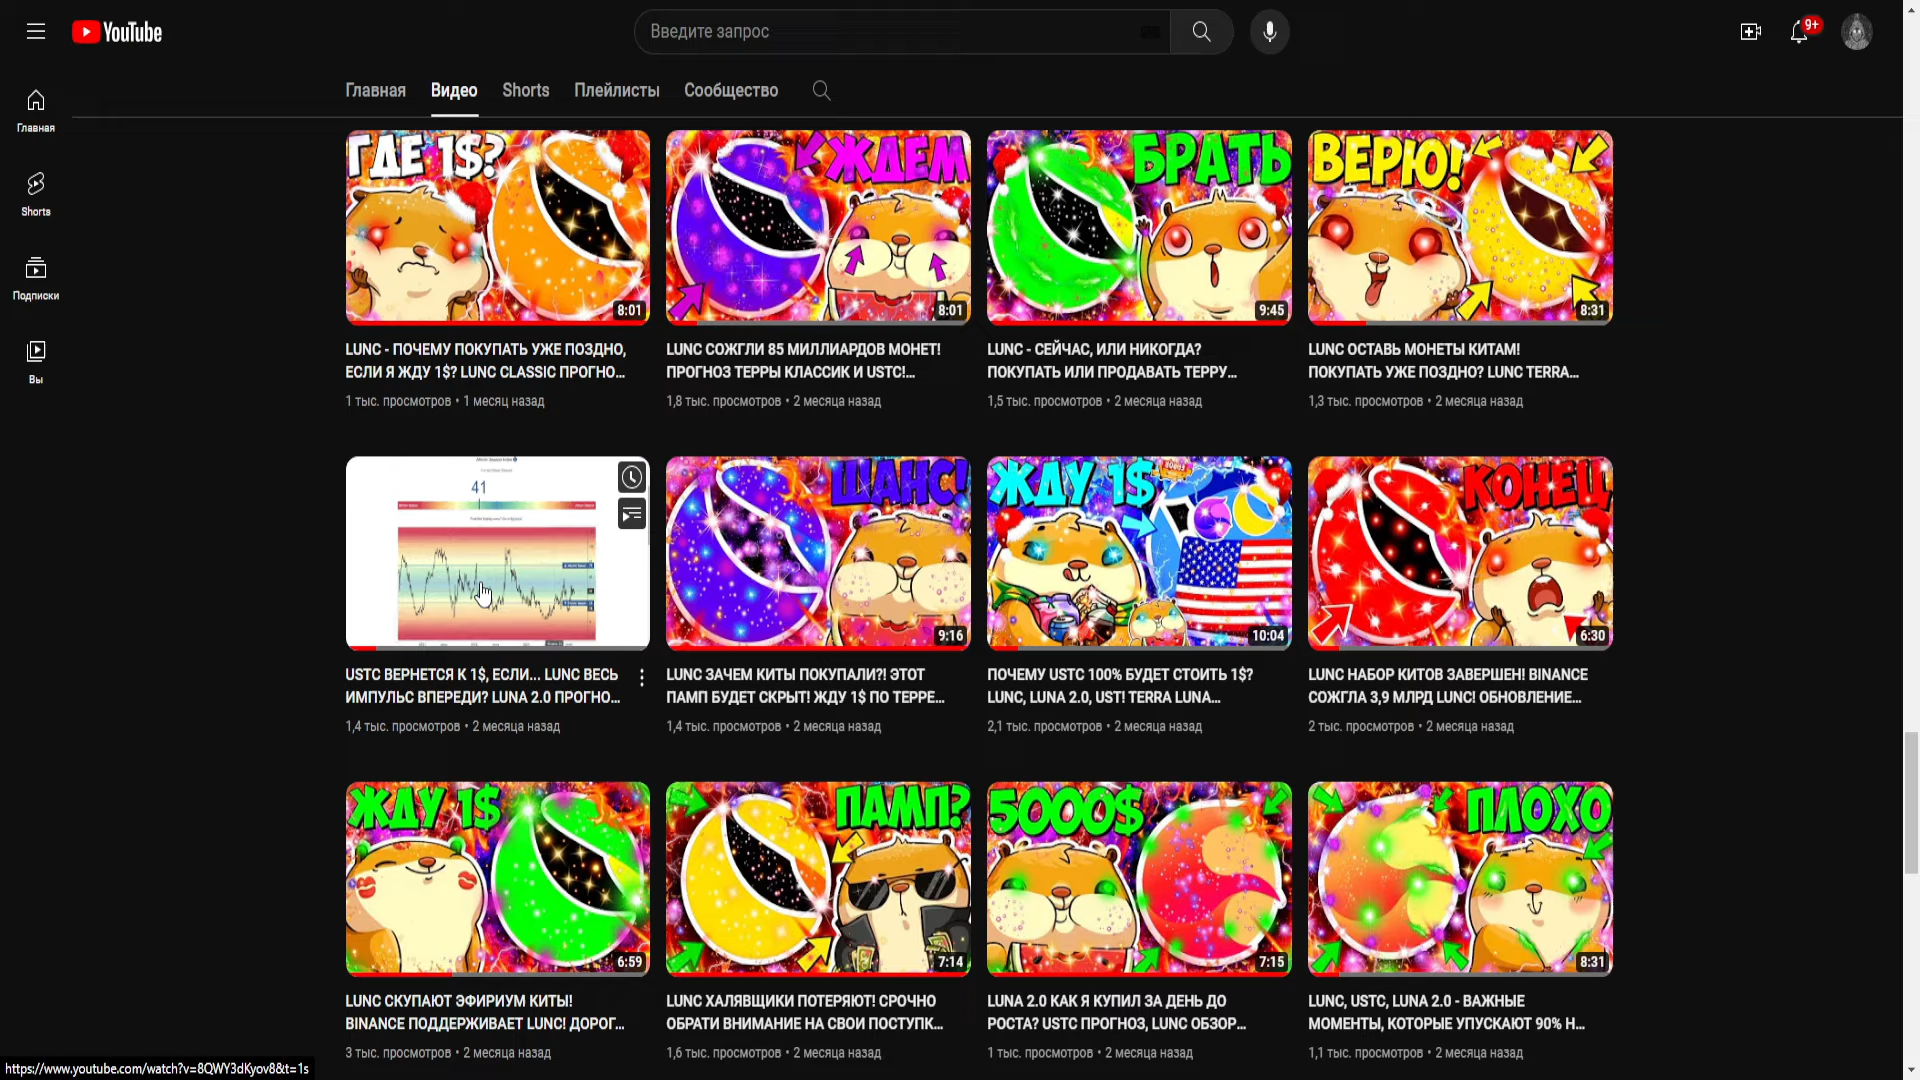 YouTube
Введите запрос
9+
Главная
Видео
Shorts
Плейлисты
Сообщество
Главная
Shorts
Подписки
Вы
ГДЕ 1$?
8:01
ЖДЕМ
8:01
БРАТЬ
9:45
ВЕРЮ!
8:31
LUNC - ПОЧЕМУ ПОКУПАТЬ УЖЕ ПОЗДНО,
ЕСЛИ Я ЖДУ 1$? LUNC CLASSIC ПРОГНО...
1 тыс. просмотров • 1 месяц назад
LUNC СОЖГЛИ 85 МИЛЛИАРДОВ МОНЕТ!
ПРОГНОЗ ТЕРРЫ КЛАССИК И USTC!...
1,8 тыс. просмотров • 2 месяца назад
LUNC - СЕЙЧАС, ИЛИ НИКОГДА?
ПОКУПАТЬ ИЛИ ПРОДАВАТЬ ТЕРРУ...
1,5 тыс. просмотров • 2 месяца назад
LUNC ОСТАВЬ МОНЕТЫ КИТАМ!
ПОКУПАТЬ УЖЕ ПОЗДНО? LUNC TERRA...
1,3 тыс. просмотров • 2 месяца назад
41
ШАНС!
9:16
ЖДУ 1$
10:04
КОНЕЦ
6:30
USTC ВЕРНЕТСЯ К 1$, ЕСЛИ... LUNC ВЕСЬ
ИМПУЛЬС ВПЕРЕДИ? LUNA 2.0 ПРОГНО...
1,4 тыс. просмотров • 2 месяца назад
LUNC ЗАЧЕМ КИТЫ ПОКУПАЛИ?! ЭТОТ
ПАМП БУДЕТ СКРЫТ! ЖДУ 1$ ПО ТЕРРЕ...
1,4 тыс. просмотров • 2 месяца назад
ПОЧЕМУ USTC 100% БУДЕТ СТОИТЬ 1$?
LUNC, LUNA 2.0, UST! TERRA LUNA...
2,1 тыс. просмотров • 2 месяца назад
LUNC НАБОР КИТОВ ЗАВЕРШЕН! BINANCE
СОЖГЛА 3,9 МЛРД LUNC! ОБНОВЛЕНИЕ...
2 тыс. просмотров • 2 месяца назад
ЖДУ 1$
6:59
ПАМП?
7:14
5000$
7:15
ПЛОХО
8:31
LUNC СКУПАЮТ ЭФИРИУМ КИТЫ!
BINANCE ПОДДЕРЖИВАЕТ LUNC! ДОРОГ...
3 тыс. просмотров • 2 месяца назад
LUNC ХАЛЯВЩИКИ ПОТЕРЯЮТ! СРОЧНО
ОБРАТИ ВНИМАНИЕ НА СВОИ ПОСТУПК...
1,6 тыс. просмотров • 2 месяца назад
LUNA 2.0 КАК Я КУПИЛ ЗА ДЕНЬ ДО
РОСТА? USTC ПРОГНОЗ, LUNC ОБЗОР...
1 тыс. просмотров • 2 месяца назад
LUNC, USTC, LUNA 2.0 - ВАЖНЫЕ
МОМЕНТЫ, КОТОРЫЕ УПУСКАЮТ 90% Н...
1,1 тыс. просмотров • 2 месяца назад
https://www.youtube.com/watch?v=8QWY3dKyov8&t=1s